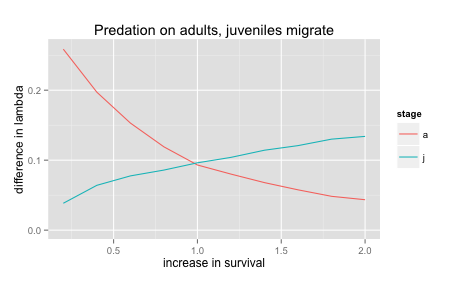 Predation on adults, juveniles migrate
difference in lambda
0.2
0.1
0.0
0.5
1.0
1.5
2.0
increase in survival
stage
a
j